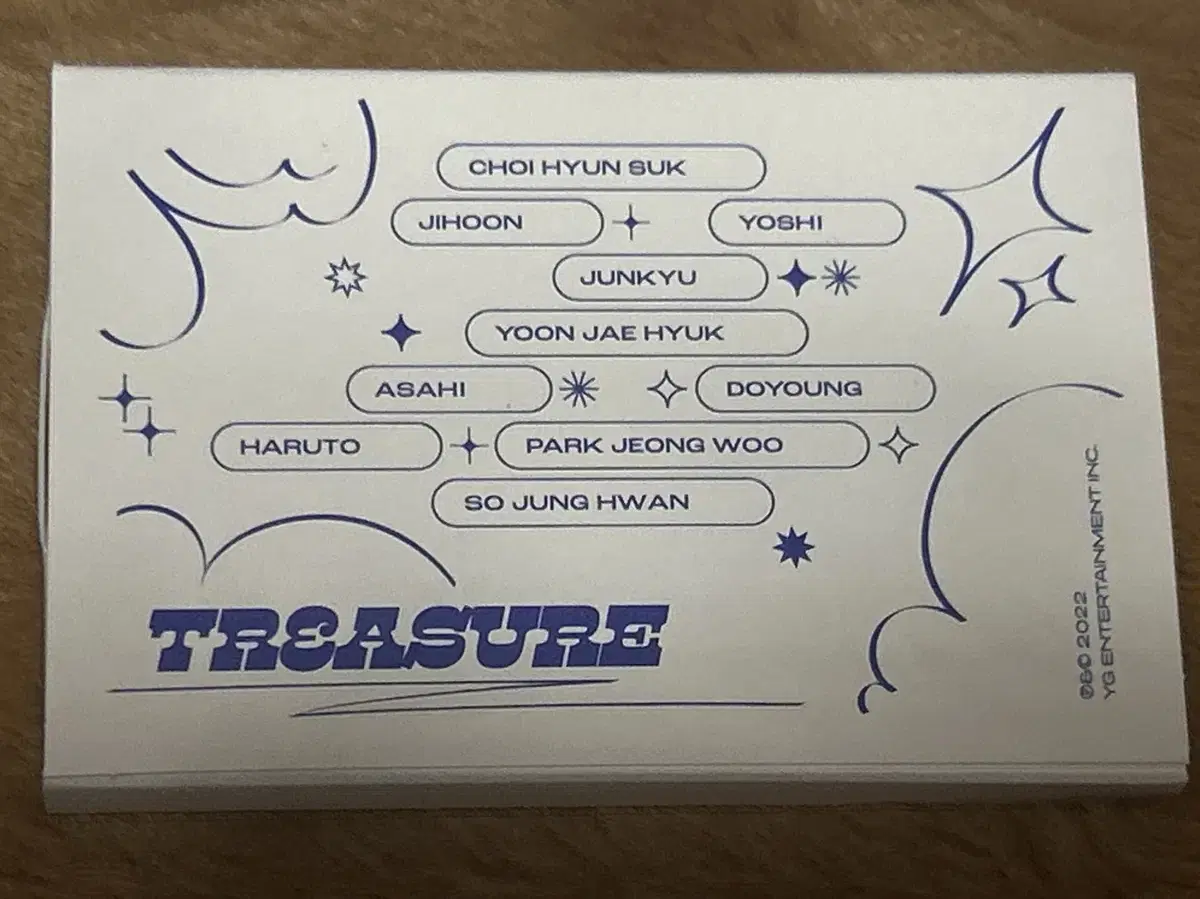 CHOI HYUN SUK
JIHOON YOSHI
JUNKYU
YOON JAE HYUK
ASAHI DOYOUNG
HARUTO PARK JEONG WOO
SO JUNG HWAN
TREASURE
℗&© 2022
YG ENTERTAINMENT INC.